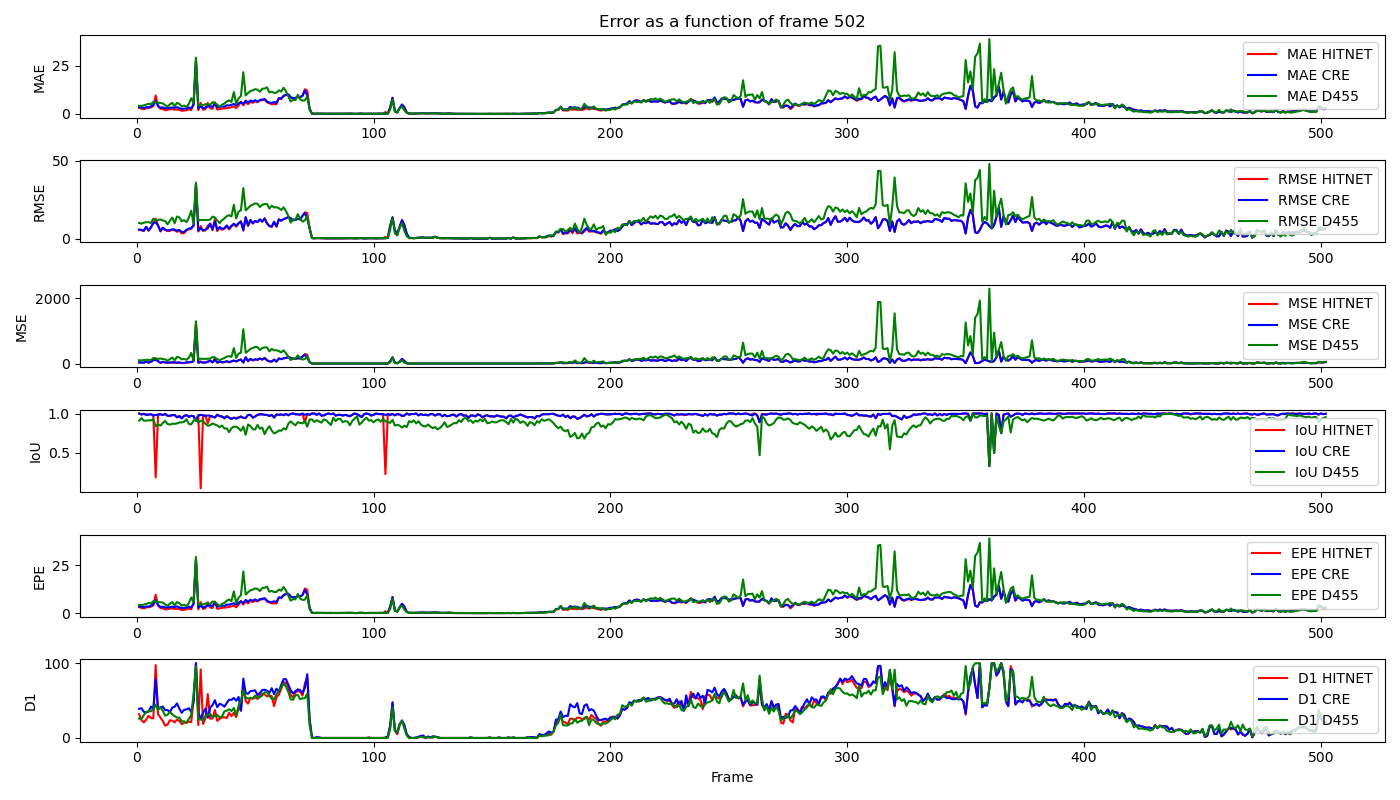 Error as a function of frame 502
MAE
25
0
0 100 200 300 400 500
MAE HITNET
MAE CRE
MAE D455
RMSE
50
0
0 100 200 300 400 500
RMSE HITNET
RMSE CRE
RMSE D455
MSE
2000
0
0 100 200 300 400 500
MSE HITNET
MSE CRE
MSE D455
IoU
1.0
0.5
0 100 200 300 400 500
IoU HITNET
IoU CRE
IoU D455
EPE
25
0
0 100 200 300 400 500
EPE HITNET
EPE CRE
EPE D455
D1
100
0
0 100 200 300 400 500
D1 HITNET
D1 CRE
D1 D455
Frame